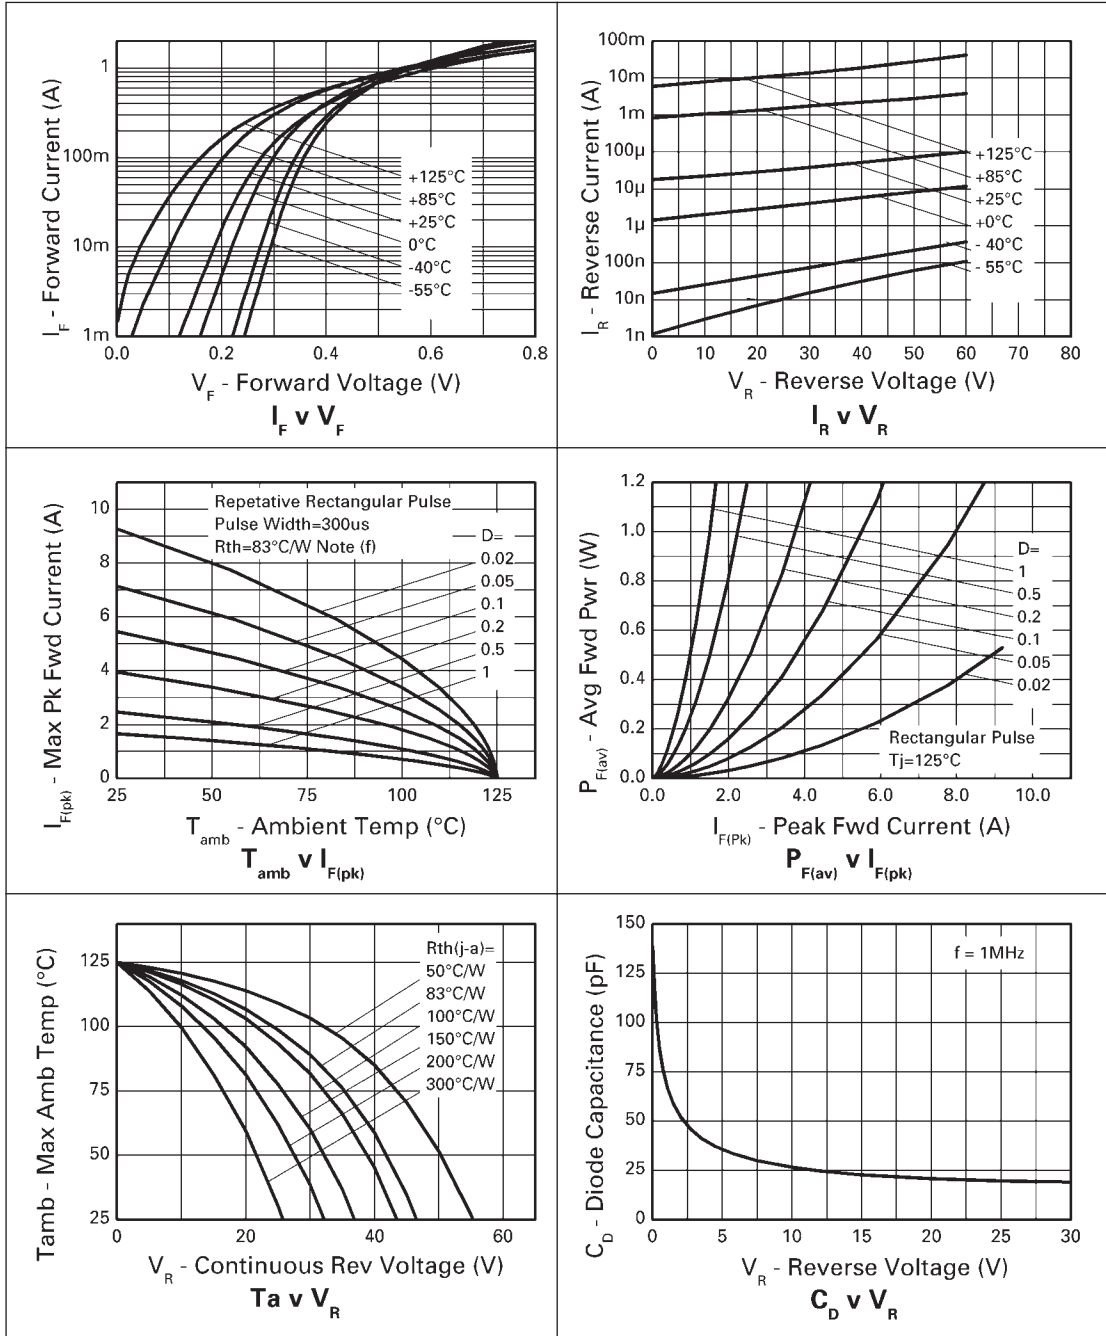 I_F - Forward Current (A)
1
100m
10m
1m
+125°C
+85°C
+25°C
0°C
-40°C
-55°C
0.0 0.2 0.4 0.6 0.8
V_F - Forward Voltage (V)
I_F v V_F
I_R - Reverse Current (A)
100m
10m
1m
100µ
10µ
1µ
100n
10n
1n
+125°C
+85°C
+25°C
+0°C
- 40°C
- 55°C
0 10 20 30 40 50 60 70 80
V_R - Reverse Voltage (V)
I_R v V_R
I_F(pk) - Max Pk Fwd Current (A)
10
8
6
4
2
0
Repetative Rectangular Pulse
Pulse Width=300us
Rth=83°C/W Note (f)
D=
0.02
0.05
0.1
0.2
0.5
1
25 50 75 100 125
T_amb - Ambient Temp (°C)
T_amb v I_F(pk)
P_F(av) - Avg Fwd Pwr (W)
1.2
1.0
0.8
0.6
0.4
0.2
0.0
D=
1
0.5
0.2
0.1
0.05
0.02
Rectangular Pulse
Tj=125°C
0.0 2.0 4.0 6.0 8.0 10.0
I_F(Pk) - Peak Fwd Current (A)
P_F(av) v I_F(pk)
Tamb - Max Amb Temp (°C)
125
100
75
50
25
Rth(j-a)=
50°C/W
83°C/W
100°C/W
150°C/W
200°C/W
300°C/W
0 20 40 60
V_R - Continuous Rev Voltage (V)
Ta v V_R
C_D - Diode Capacitance (pF)
150
125
100
75
50
25
0
f = 1MHz
0 5 10 15 20 25 30
V_R - Reverse Voltage (V)
C_D v V_R